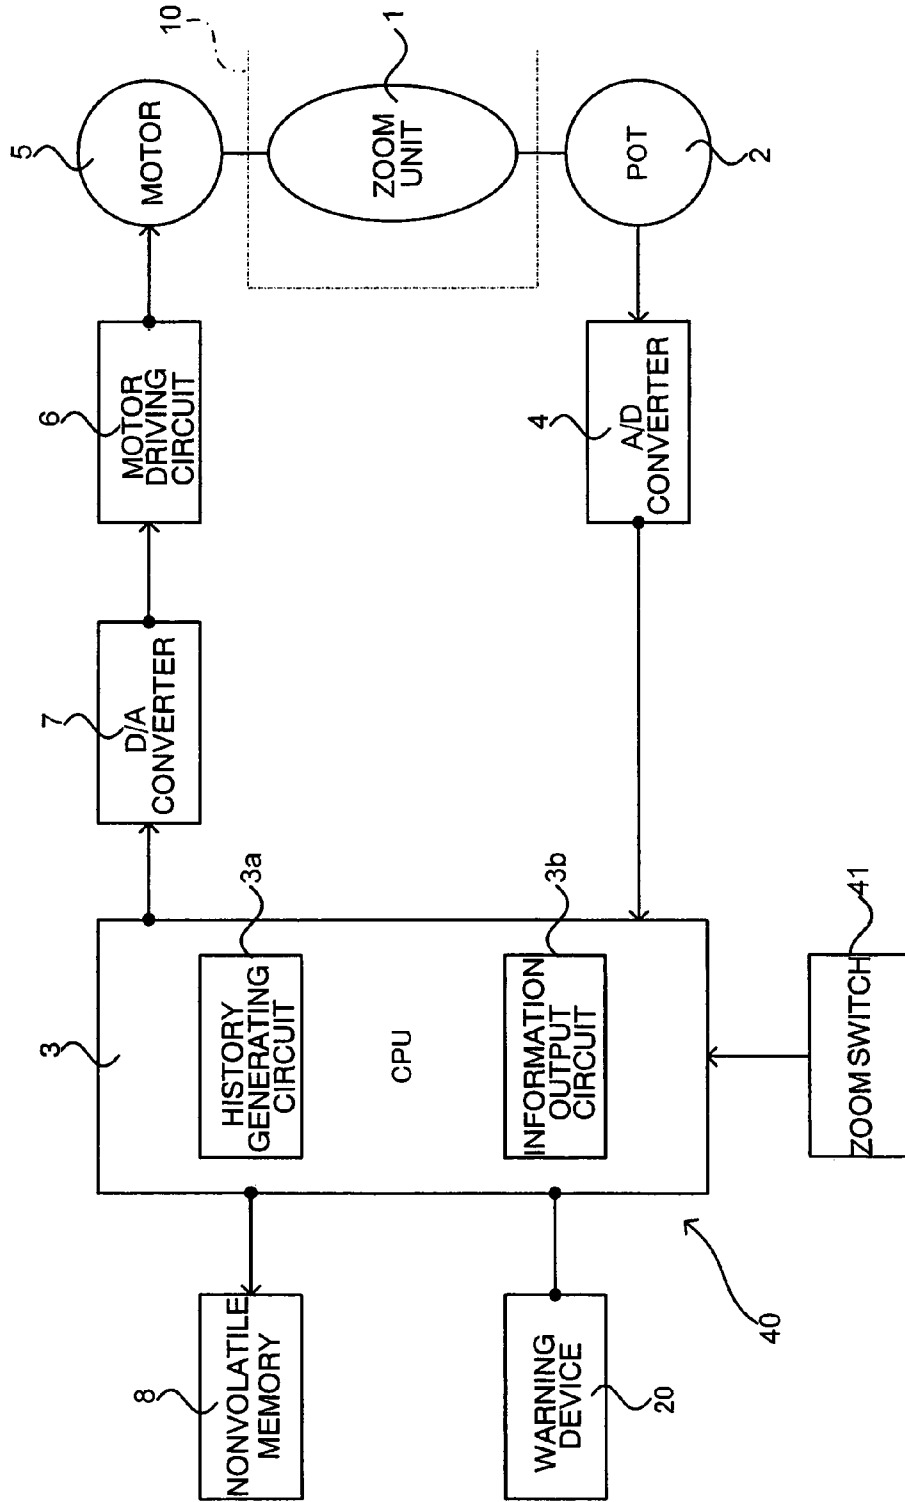 10
1
5
MOTOR
ZOOM
UNIT
POT
2
6
MOTOR
DRIVING
CIRCUIT
4
A/D
CONVERTER
7
D/A
CONVERTER
3
3a
HISTORY
GENERATING
CIRCUIT
CPU
3b
INFORMATION
OUTPUT
CIRCUIT
41
ZOOM SWITCH
8
NONVOLATILE
MEMORY
WARNING
DEVICE
20
40